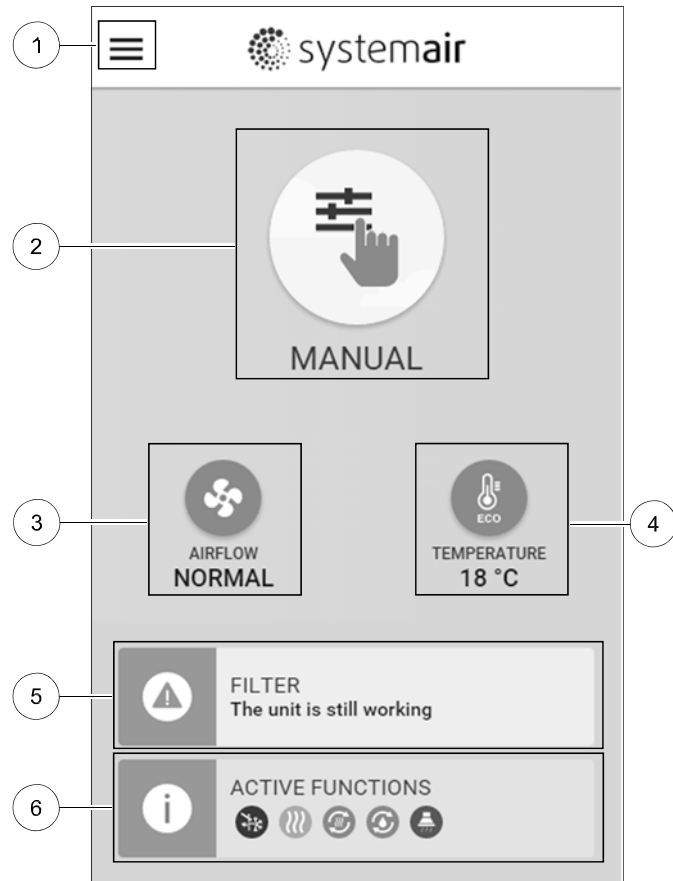 1
systemair
2
MANUAL
3
AIRFLOW
NORMAL
ECO
TEMPERATURE
18 °C
4
5
FILTER
The unit is still working
6
ACTIVE FUNCTIONS